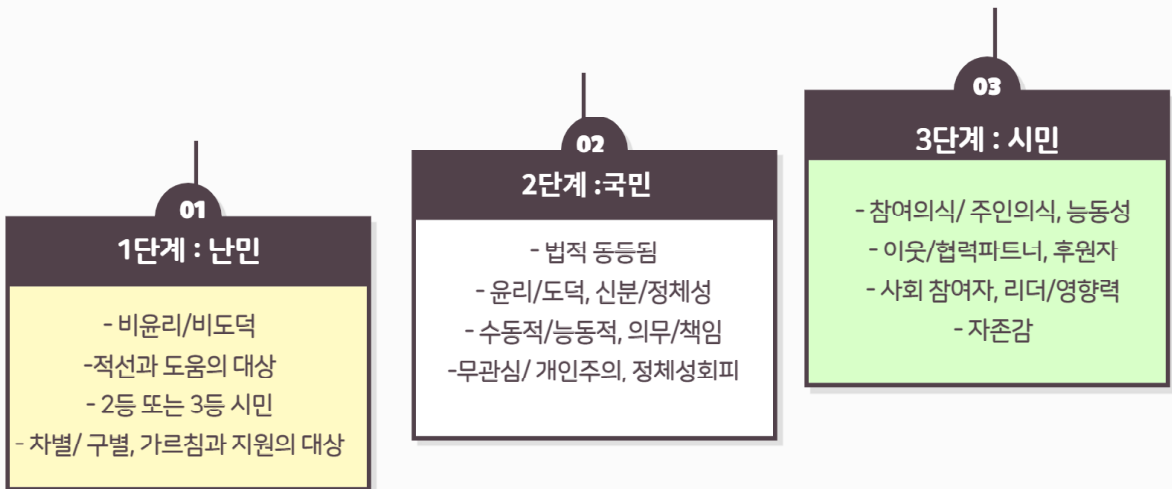 01
1단계 : 난민
- 비윤리/비도덕
-적선과 도움의 대상
- 2등 또는 3등 시민
- 차별/ 구별, 가르침과 지원의 대상
02
2단계 :국민
- 법적 동등됨
- 윤리/도덕, 신분/정체성
- 수동적/능동적, 의무/책임
-무관심/ 개인주의, 정체성회피
03
3단계 : 시민
- 참여의식/ 주인의식, 능동성
- 이웃/협력파트너, 후원자
- 사회 참여자, 리더/영향력
- 자존감